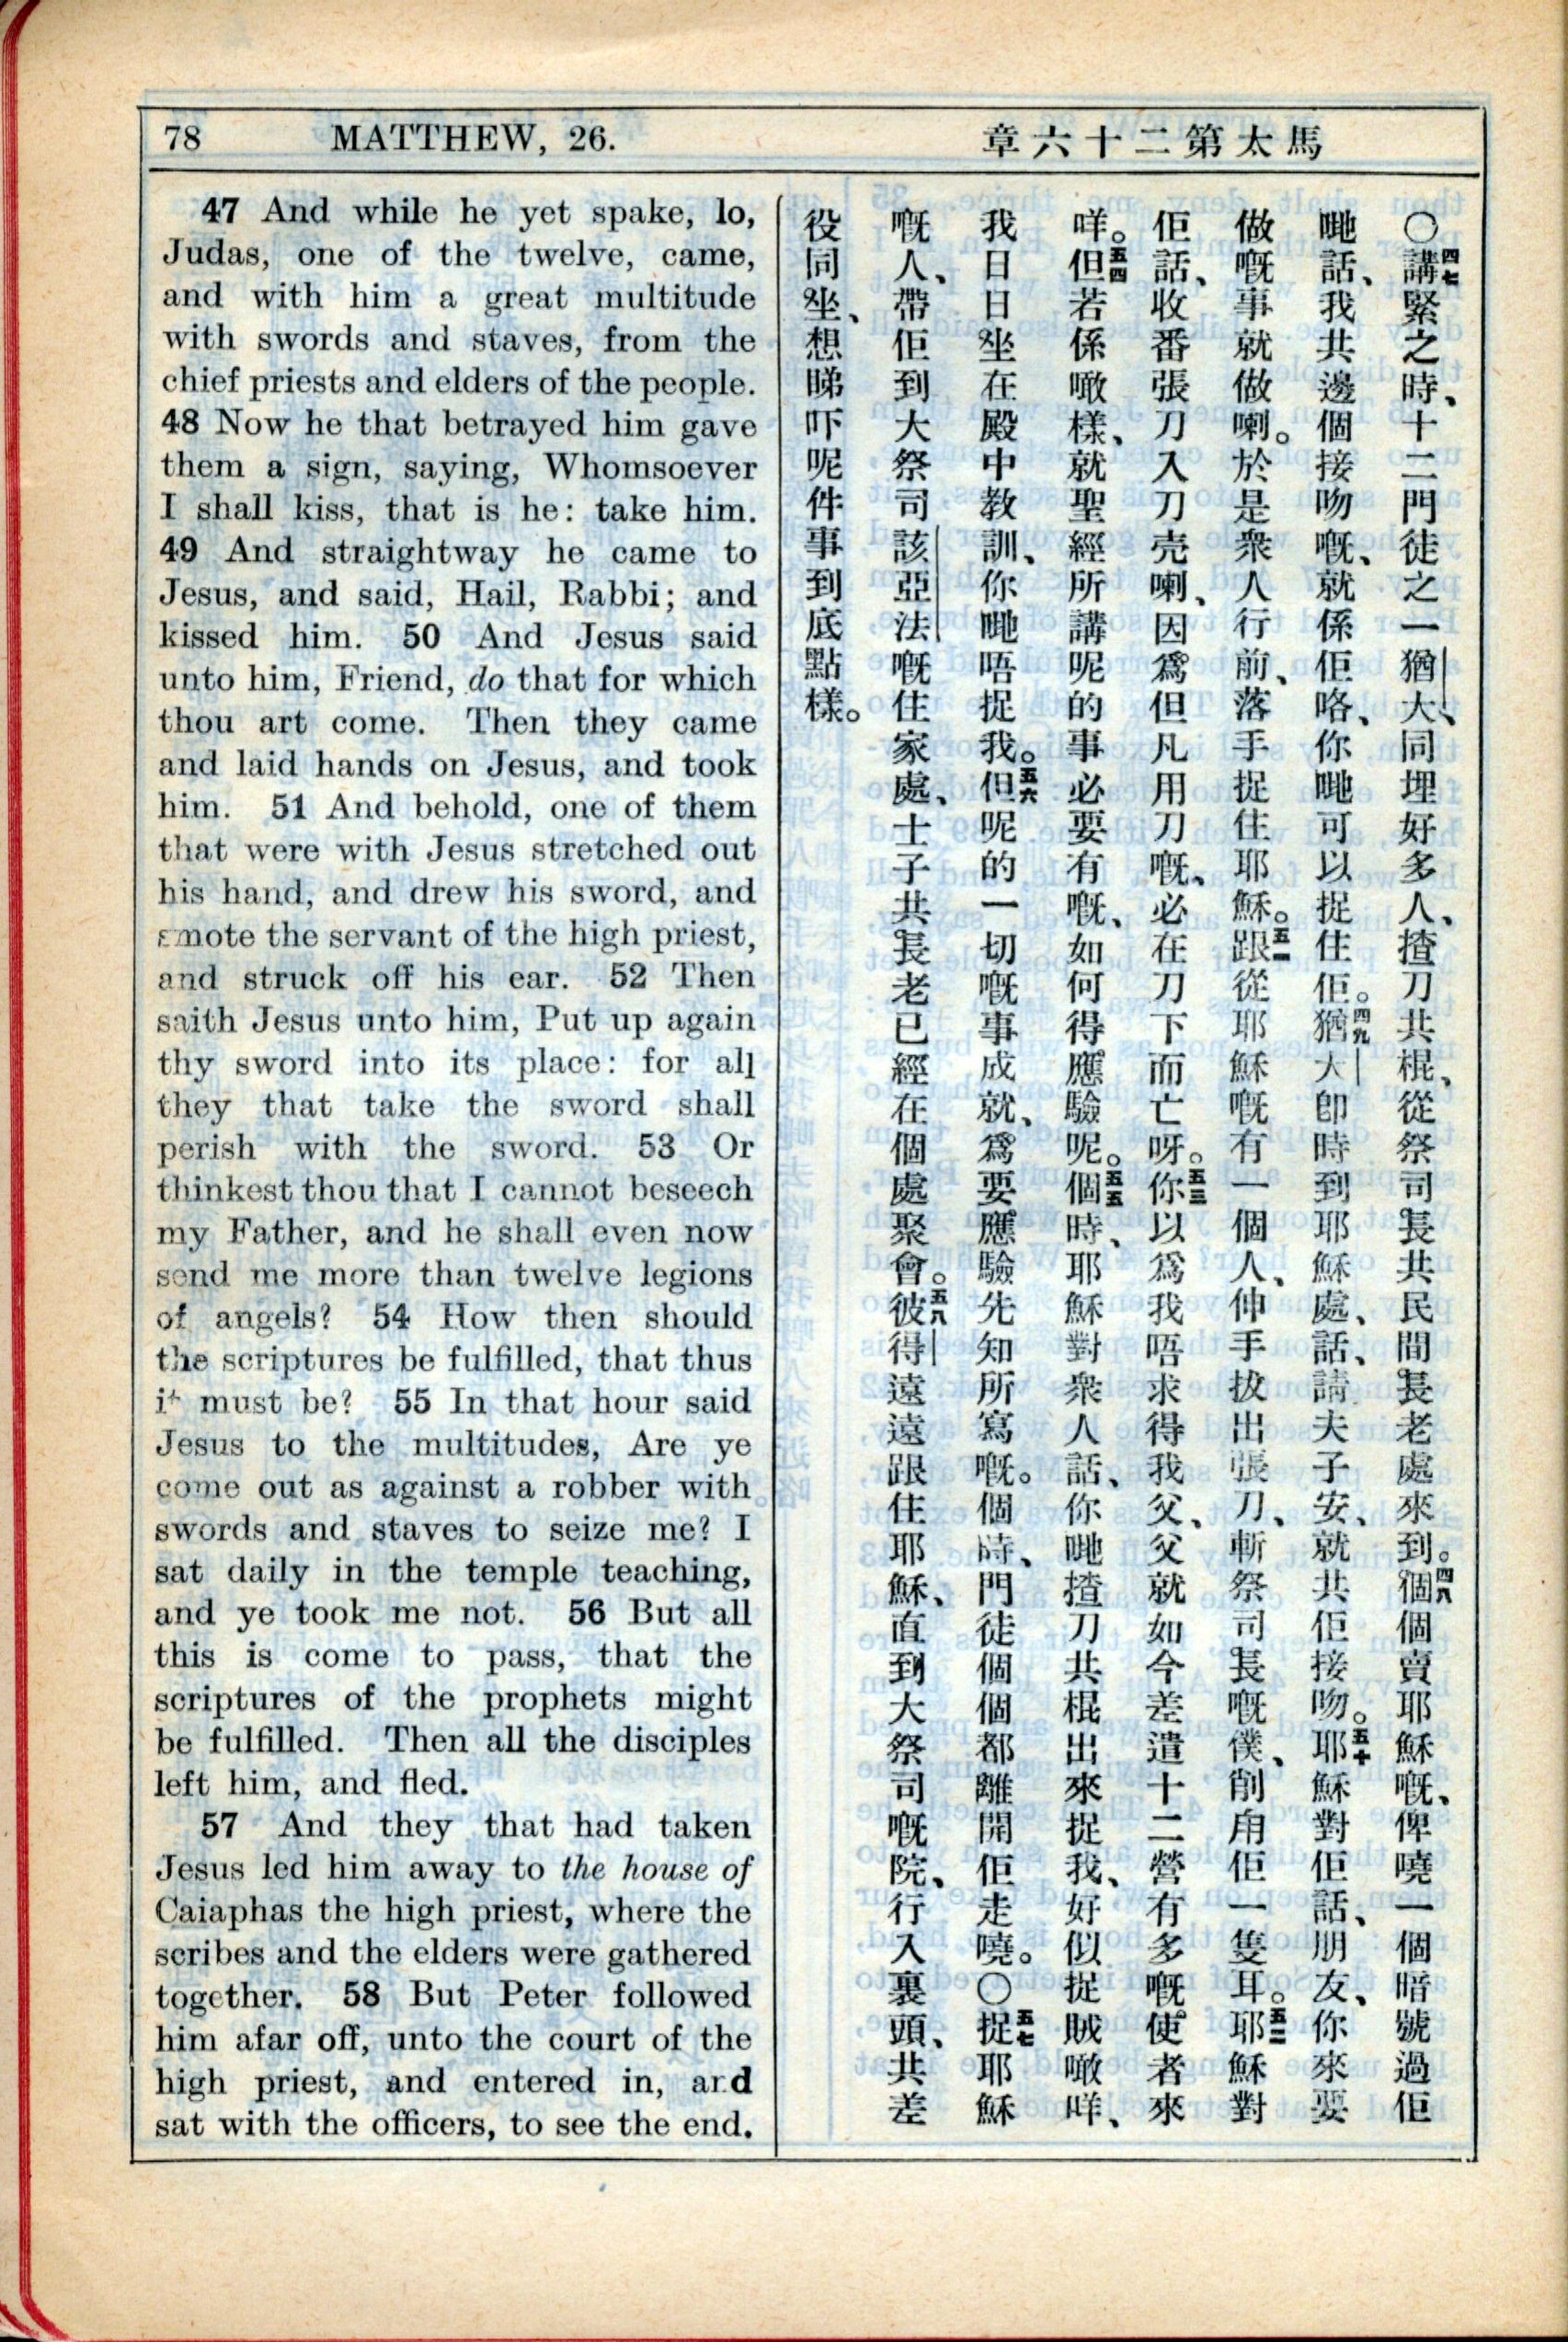 78 MATTHEW, 26.
章六十二第太馬
47 And while he yet spake, lo,
Judas, one of the twelve, came,
and with him a great multitude
with swords and staves, from the
chief priests and elders of the people.
48 Now he that betrayed him gave
them a sign, saying, Whomsoever
I shall kiss, that is he: take him.
49 And straightway he came to
Jesus, and said, Hail, Rabbi; and
kissed him. 50 And Jesus said
unto him, Friend, do that for which
thou art come. Then they came
and laid hands on Jesus, and took
him. 51 And behold, one of them
that were with Jesus stretched out
his hand, and drew his sword, and
smote the servant of the high priest,
and struck off his ear. 52 Then
saith Jesus unto him, Put up again
thy sword into its place: for all
they that take the sword shall
perish with the sword. 53 Or
thinkest thou that I cannot beseech
my Father, and he shall even now
send me more than twelve legions
of angels? 54 How then should
the scriptures be fulfilled, that thus
it must be? 55 In that hour said
Jesus to the multitudes, Are ye
come out as against a robber with
swords and staves to seize me? I
sat daily in the temple teaching,
and ye took me not. 56 But all
this is come to pass, that the
scriptures of the prophets might
be fulfilled. Then all the disciples
left him, and fled.
57 And they that had taken
Jesus led him away to the house of
Caiaphas the high priest, where the
scribes and the elders were gathered
together. 58 But Peter followed
him afar off, unto the court of the
high priest, and entered in, and
sat with the officers, to see the end.
〇四七講緊之時、十二門徒之一猶大、同埋好多人、揸刀共棍、從祭司長共民間長老處來到。四八個個賣耶穌嘅、俾嘵一個暗號過佢
哋話、我共邊個接吻嘅、就係佢咯、你哋可以捉住佢。四九猶大卽時到耶穌處、話、請夫子安、就共佢接吻。五十耶穌對佢話、朋友、你來要
做嘅事就做喇。於是衆人行前、落手捉住耶穌。五一跟從耶穌嘅有一個人、伸手拔出張刀、斬祭司長嘅僕、削甪佢一隻耳。五二耶穌對
佢話、收番張刀入刀壳喇、因爲但凡用刀嘅、必在刀下而亡呀。五三你以爲我唔求得我父、父就如今差遣十二營有多嘅使者來
咩。五四但若係噉樣、就聖經所講呢的事必要有嘅、如何得應驗呢。五五個時、耶穌對衆人話、你哋揸刀共棍出來捉我、好似捉賊噉咩、
我日日坐在殿中教訓、你哋唔捉我。五六但呢的一切嘅事成就、爲要應驗先知所寫嘅。個時、門徒個個都離開佢走嘵。〇五七捉耶穌
嘅人、帶佢到大祭司該亞法嘅住家處、士子共長老已經在個處聚會。五八彼得遠遠跟住耶穌、直到大祭司嘅院、行入裏頭、共差
役同坐、想睇吓呢件事到底點樣。